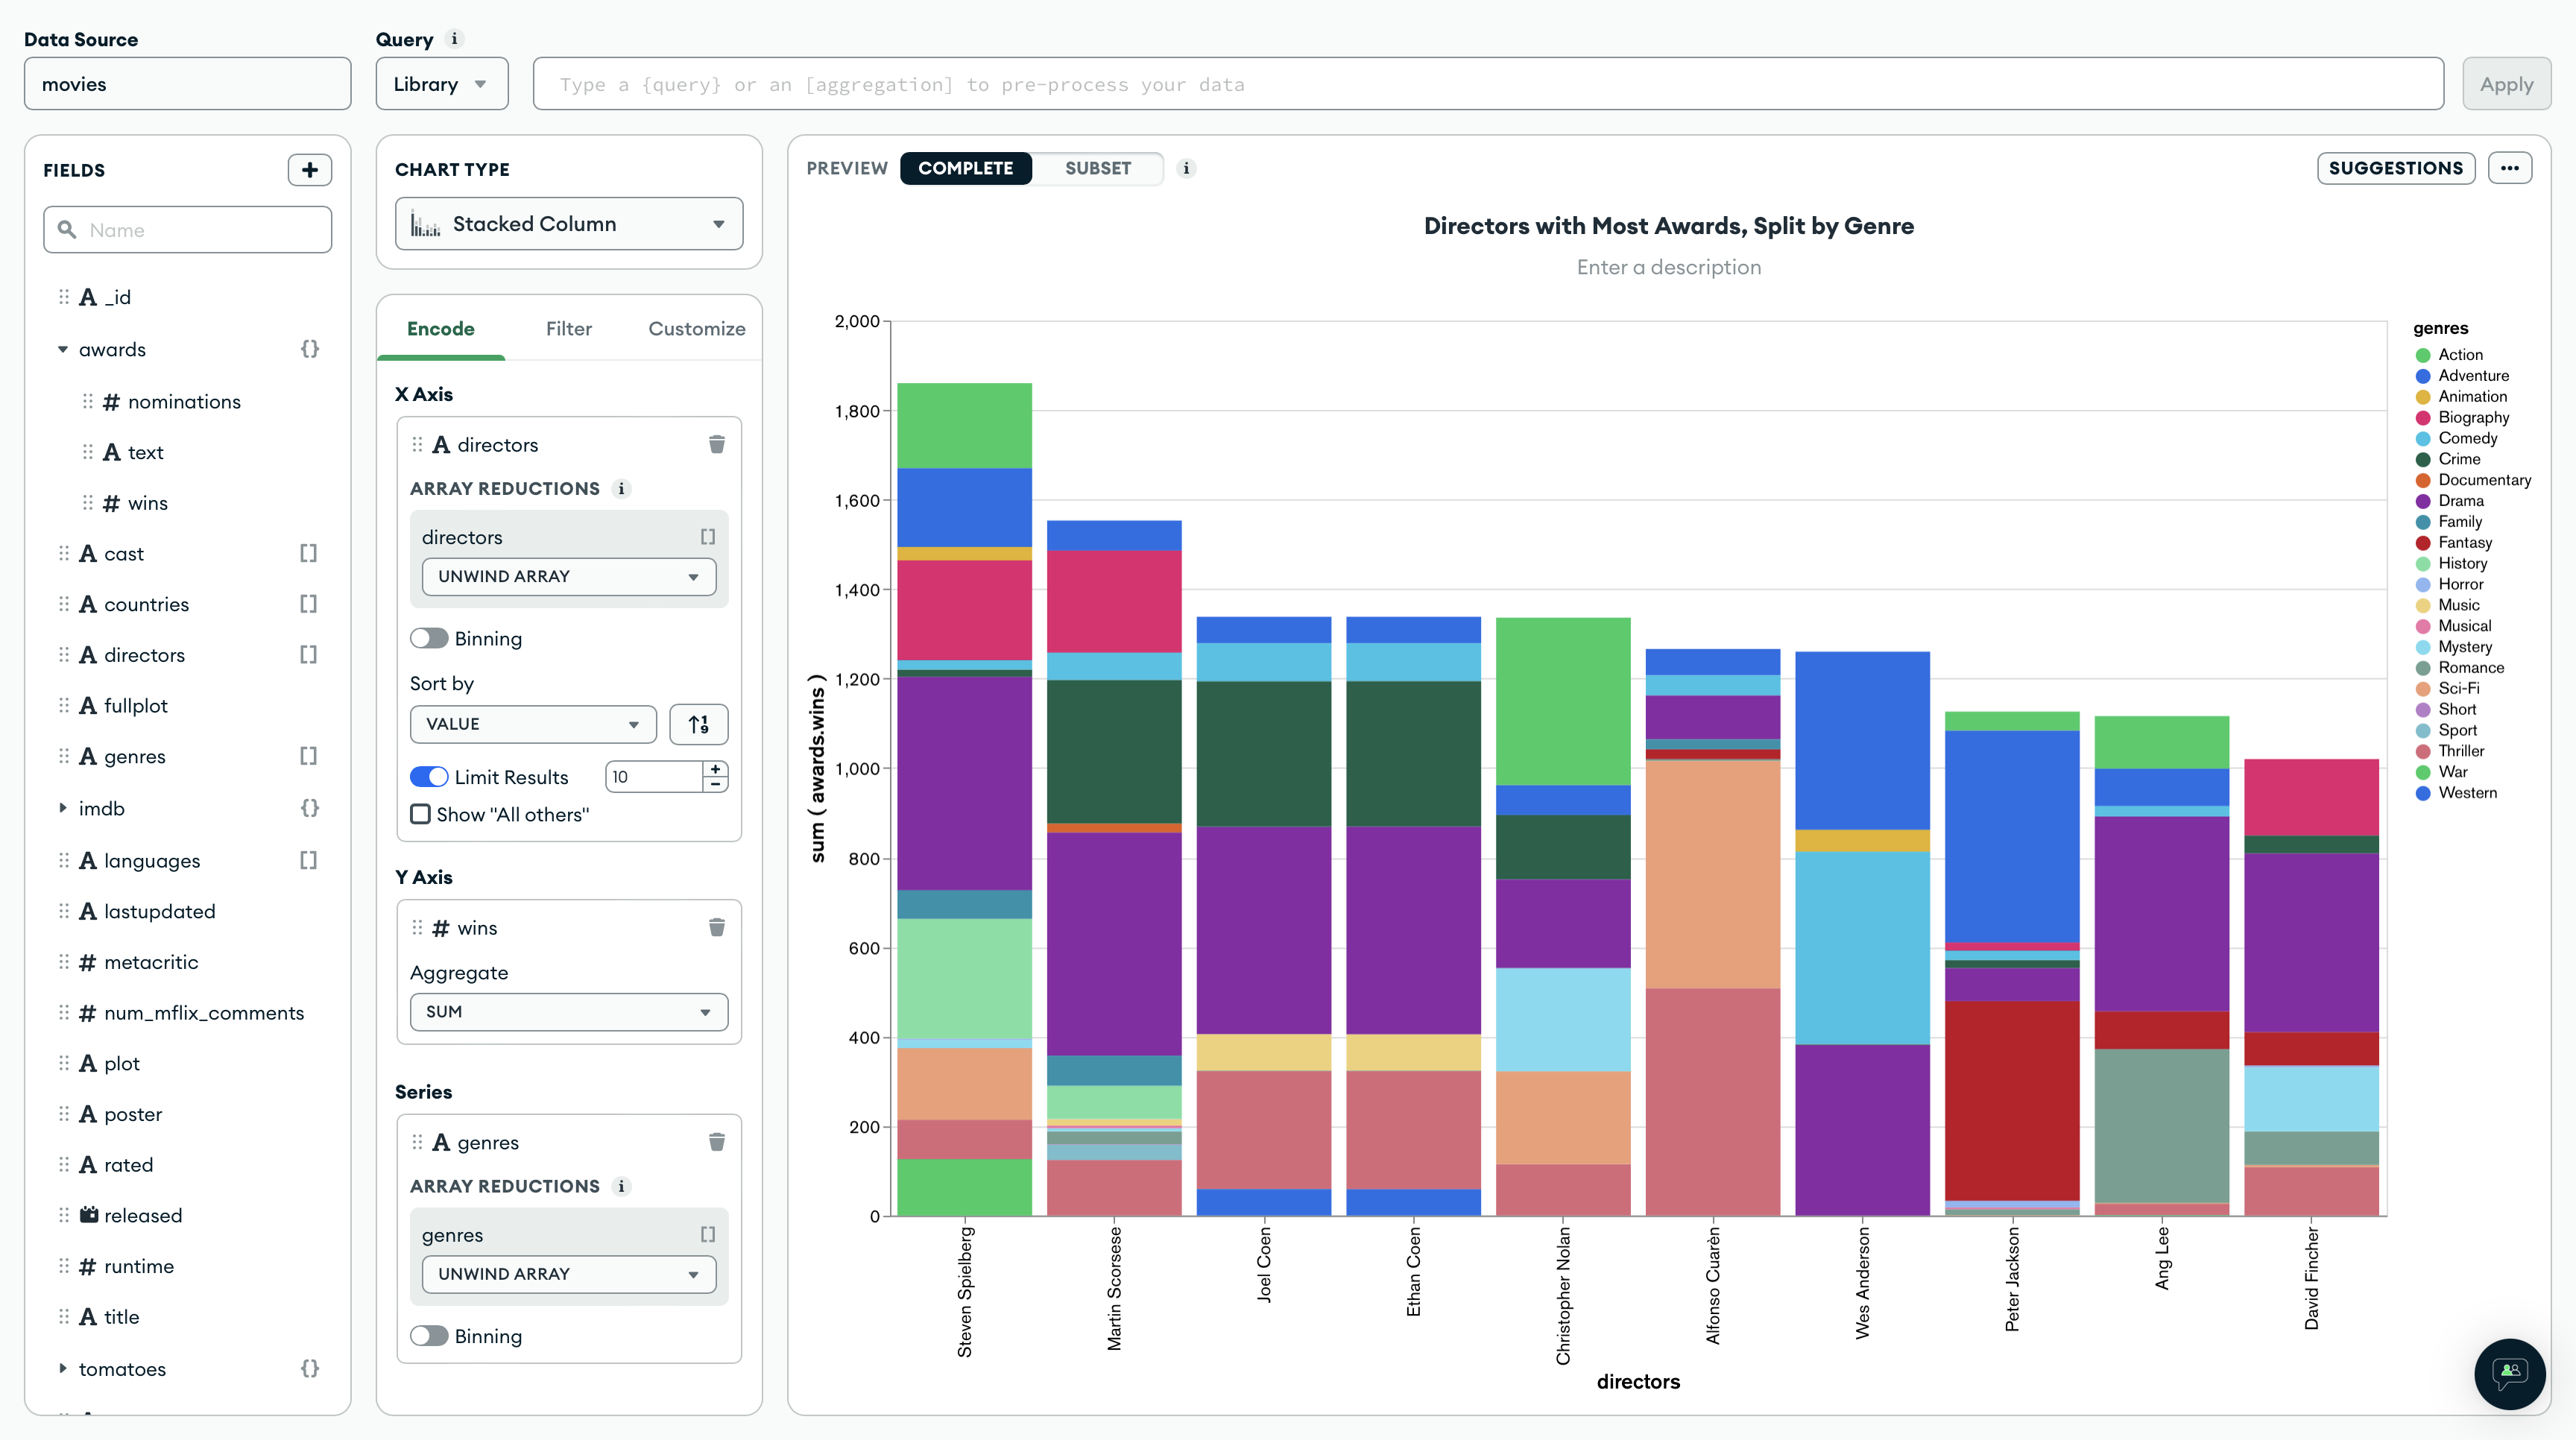 Data Source
Query i
movies
Library
Type a {query} or an [aggregation] to pre-process your data
Apply
FIELDS
+
Name
A _id
awards {}
# nominations
A text
# wins
A cast []
A countries []
A directors []
A fullplot
A genres []
imdb {}
A languages []
A lastupdated
# metacritic
# num_mflix_comments
A plot
A poster
A rated
released
# runtime
A title
tomatoes {}
CHART TYPE
Stacked Column
Encode
Filter
Customize
X Axis
A directors
ARRAY REDUCTIONS i
directors []
UNWIND ARRAY
Binning
Sort by
VALUE
↑1 9
Limit Results
10
+
−
Show "All others"
Y Axis
# wins
Aggregate
SUM
Series
A genres
ARRAY REDUCTIONS i
genres []
UNWIND ARRAY
Binning
PREVIEW
COMPLETE
SUBSET
i
SUGGESTIONS
...
Directors with Most Awards, Split by Genre
Enter a description
sum ( awards.wins )
2,000
1,800
1,600
1,400
1,200
1,000
800
600
400
200
0
Steven Spielberg
Martin Scorsese
Joel Coen
Ethan Coen
Christopher Nolan
Alfonso Cuarèn
Wes Anderson
Peter Jackson
Ang Lee
David Fincher
directors
genres
Action
Adventure
Animation
Biography
Comedy
Crime
Documentary
Drama
Family
Fantasy
History
Horror
Music
Musical
Mystery
Romance
Sci-Fi
Short
Sport
Thriller
War
Western